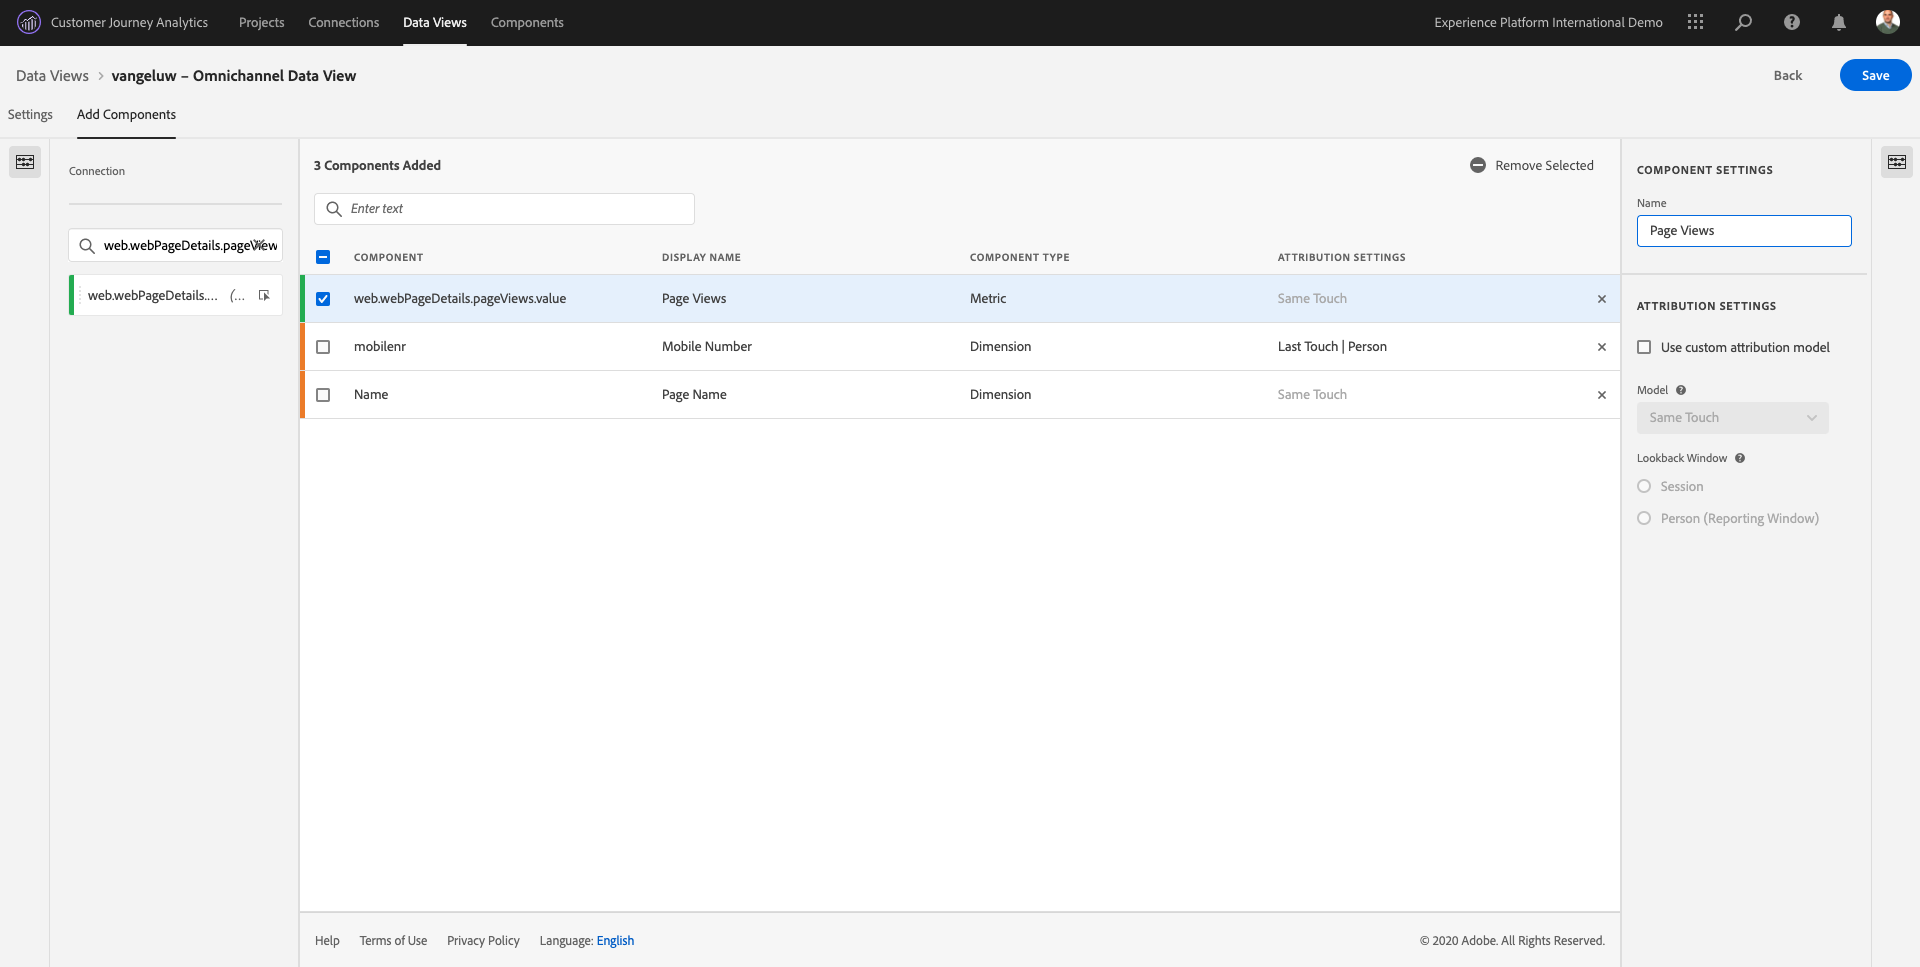 Customer Journey Analytics Projects Connections Data Views Components Experience Platform International Demo
Data Views > vangeluw – Omnichannel Data View Back Save
Settings Add Components
Connection
web.webPageDetails.pageView
web.webPageDetails.... (...
3 Components Added Remove Selected
Enter text
COMPONENT DISPLAY NAME COMPONENT TYPE ATTRIBUTION SETTINGS
web.webPageDetails.pageViews.value Page Views Metric Same Touch
mobilenr Mobile Number Dimension Last Touch | Person
Name Page Name Dimension Same Touch
COMPONENT SETTINGS
Name
Page Views
ATTRIBUTION SETTINGS
Use custom attribution model
Model
Same Touch
Lookback Window
Session
Person (Reporting Window)
Help Terms of Use Privacy Policy Language: English © 2020 Adobe. All Rights Reserved.